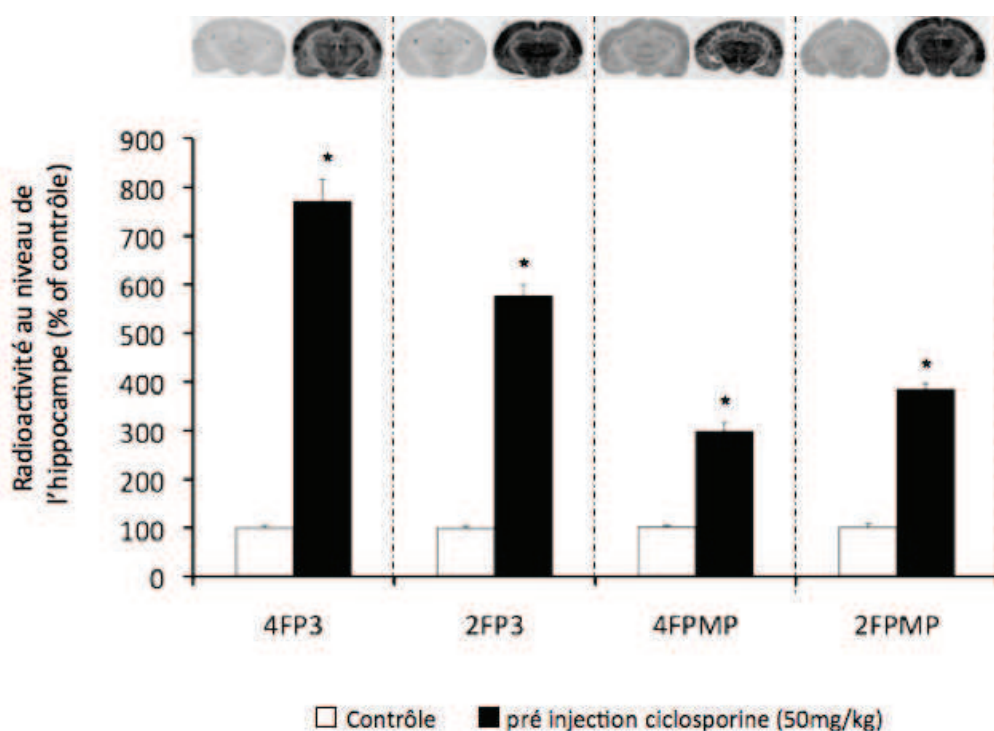 Radioactivité au niveau de
l'hippocampe (% of contrôle)
900
800
700
600
500
400
300
200
100
0
*
*
*
*
4FP3
2FP3
4FPMP
2FPMP
Contrôle
pré injection ciclosporine (50mg/kg)